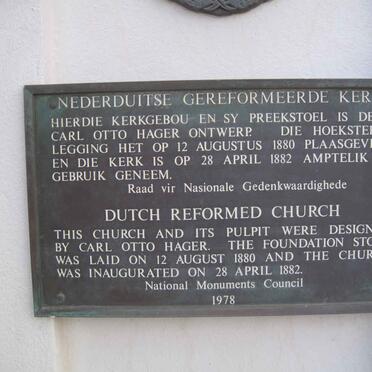 NEDERDUITSE GEREFORMEERDE KER
HIERDIE KERKGEBOU EN SY PREEKSTOEL IS DE
CARL OTTO HAGER ONTWERP. DIE HOEKSTE
LEGGING HET OP 12 AUGUSTUS 1880 PLAASGEV
EN DIE KERK IS OP 28 APRIL 1882 AMPTELIK
GEBRUIK GENEEM.
Raad vir Nasionale Gedenkwaardighede
DUTCH REFORMED CHURCH
THIS CHURCH AND ITS PULPIT WERE DESIGN
BY CARL OTTO HAGER. THE FOUNDATION STO
WAS LAID ON 12 AUGUST 1880 AND THE CHUR
WAS INAUGURATED ON 28 APRIL 1882.
National Monuments Council
1978